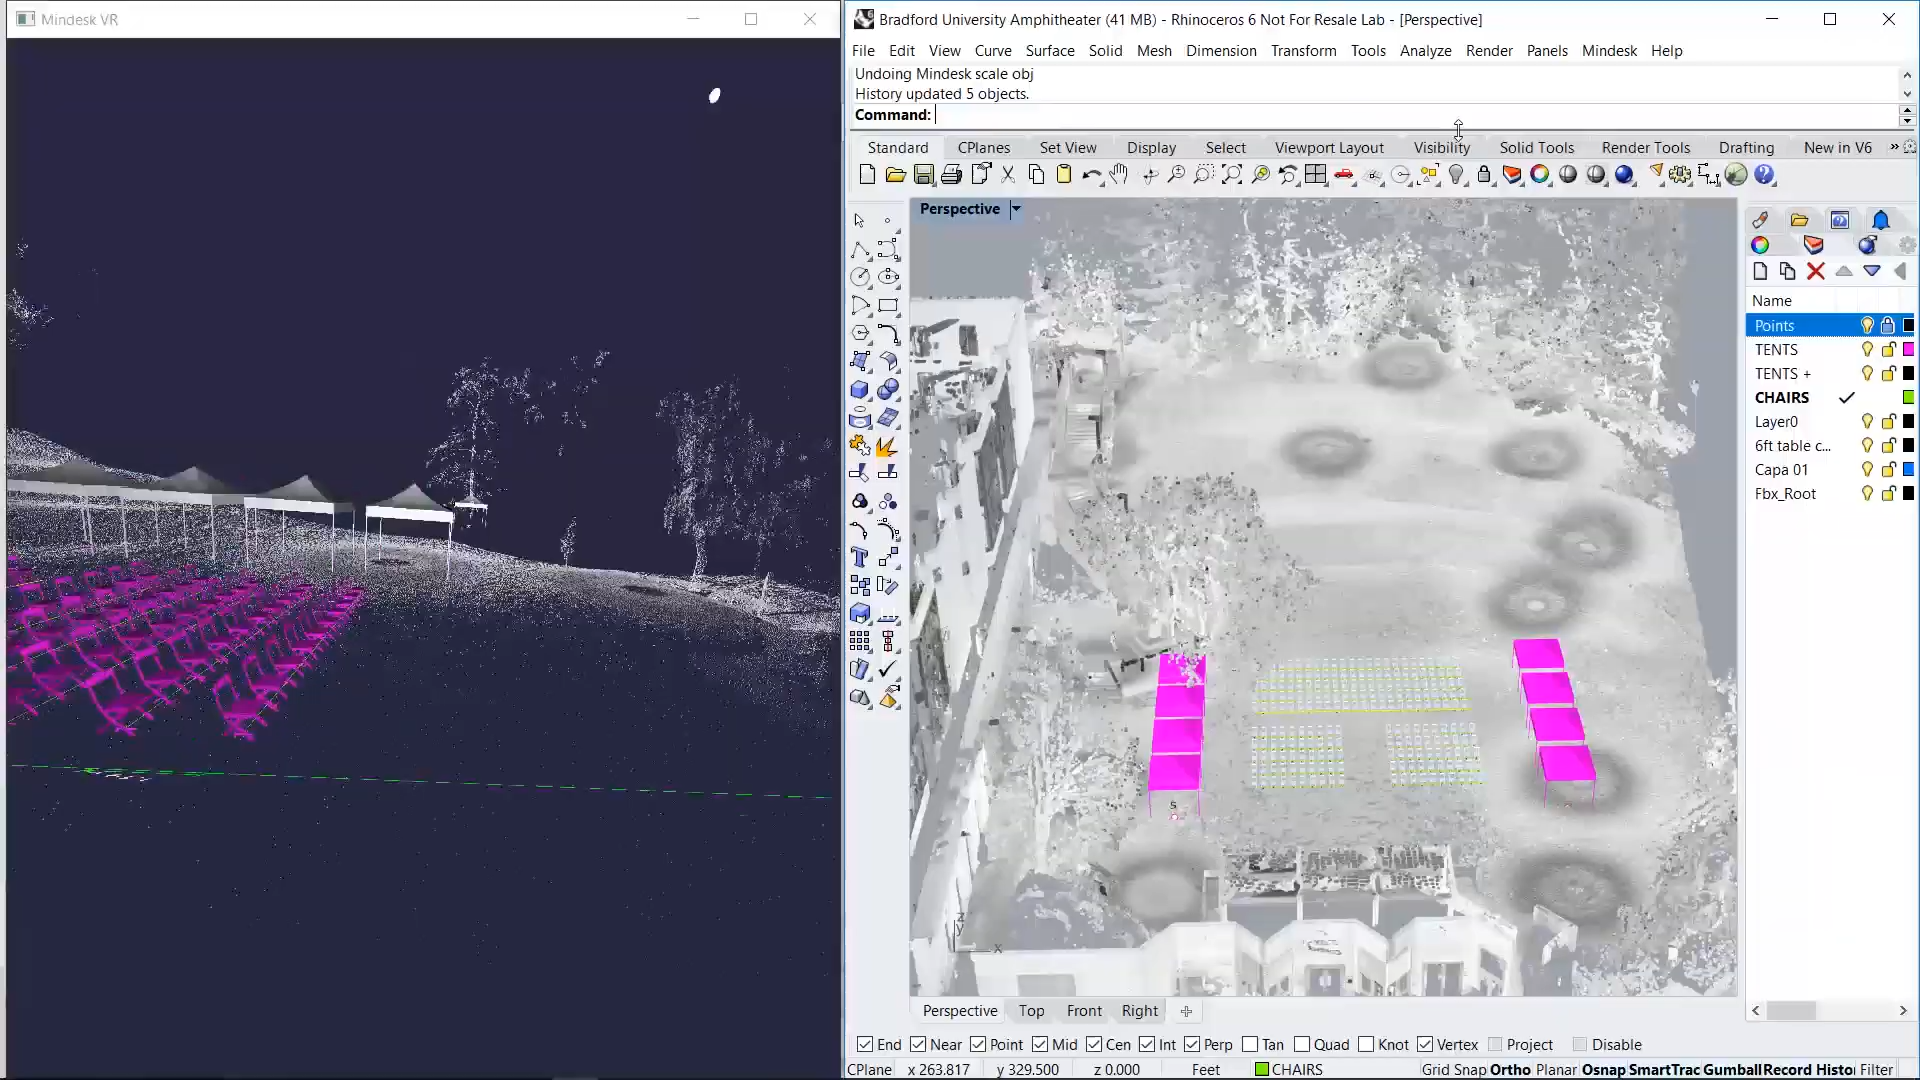 Mindesk VR
Bradford University Amphitheater (41 MB) - Rhinoceros 6 Not For Resale Lab - [Perspective]
File Edit View Curve Surface Solid Mesh Dimension Transform Tools Analyze Render Panels Mindesk Help
Undoing Mindesk scale obj
History updated 5 objects.
Command:
Standard CPlanes Set View Display Select Viewport Layout Visibility Solid Tools Render Tools Drafting New in V6 »
Perspective
Name
Points
TENTS
TENTS +
CHAIRS
Layer0
6ft table c...
Capa 01
Fbx_Root
s
z
y
x
Perspective Top Front Right
End Near Point Mid Cen Int Perp Tan Quad Knot Vertex Project Disable
CPlane x 263.817 y 329.500 z 0.000 Feet CHAIRS Grid Snap Ortho Planar Osnap SmartTrac Gumball Record Histo Filter